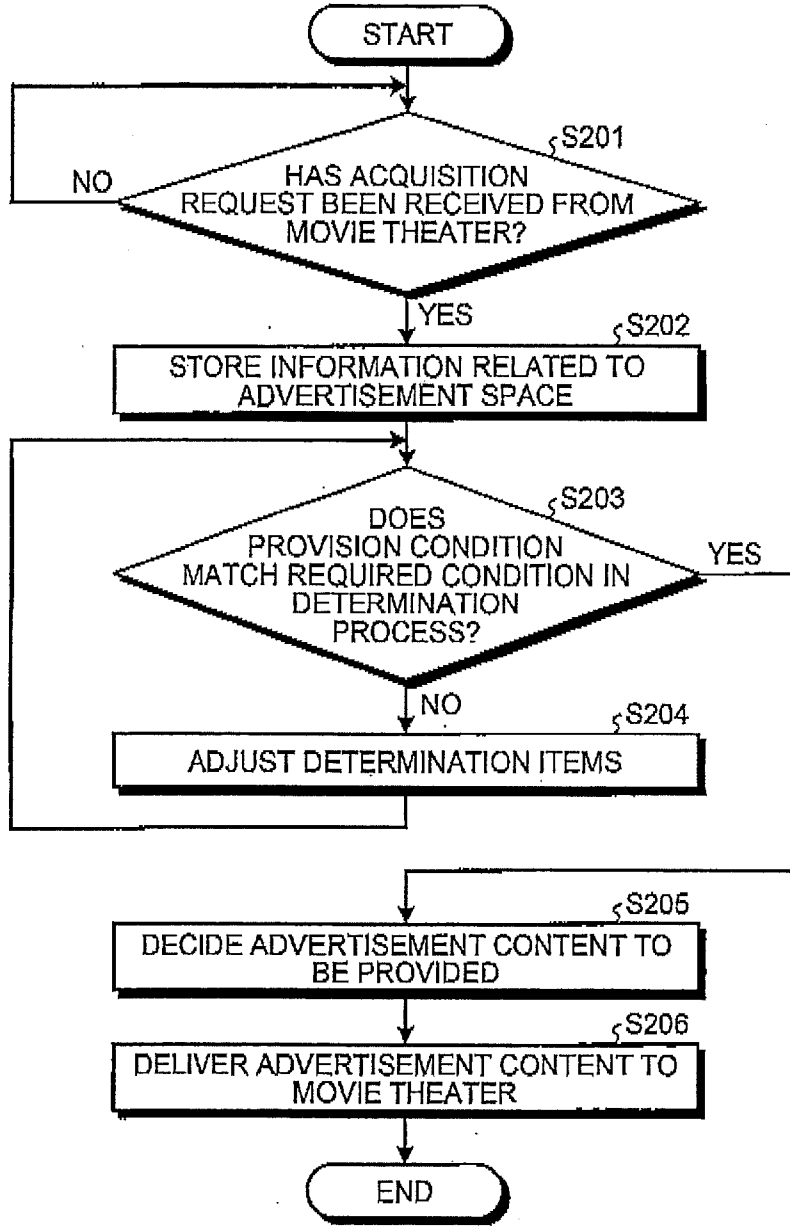 START
S201
NO
HAS ACQUISITION
REQUEST BEEN RECEIVED FROM
MOVIE THEATER?
YES
S202
STORE INFORMATION RELATED TO
ADVERTISEMENT SPACE
S203
DOES
PROVISION CONDITION
MATCH REQUIRED CONDITION IN
DETERMINATION
PROCESS?
YES
NO
S204
ADJUST DETERMINATION ITEMS
S205
DECIDE ADVERTISEMENT CONTENT TO
BE PROVIDED
S206
DELIVER ADVERTISEMENT CONTENT TO
MOVIE THEATER
END